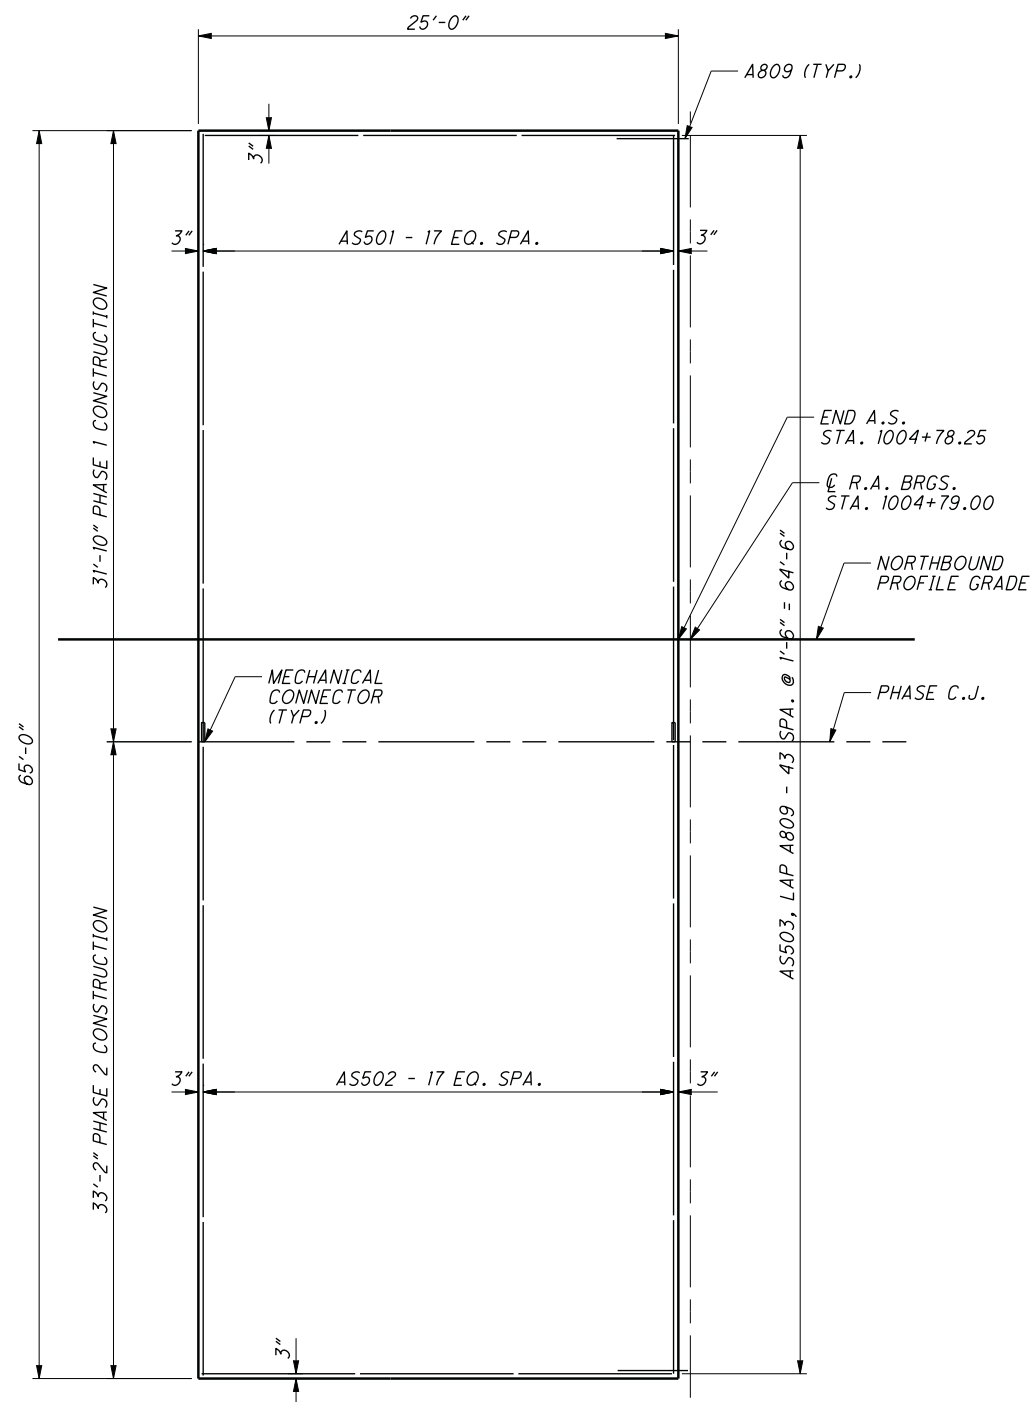 25'-0"
A809 (TYP.)
3"
3"
AS501 - 17 EQ. SPA.
3"
31'-10" PHASE 1 CONSTRUCTION
END A.S.
STA. 1004+78.25
℄ R.A. BRGS.
STA. 1004+79.00
NORTHBOUND
PROFILE GRADE
MECHANICAL
CONNECTOR
(TYP.)
PHASE C.J.
65'-0"
AS503, LAP A809 - 43 SPA. @ 1'-6" = 64'-6"
33'-2" PHASE 2 CONSTRUCTION
3"
AS502 - 17 EQ. SPA.
3"
3"